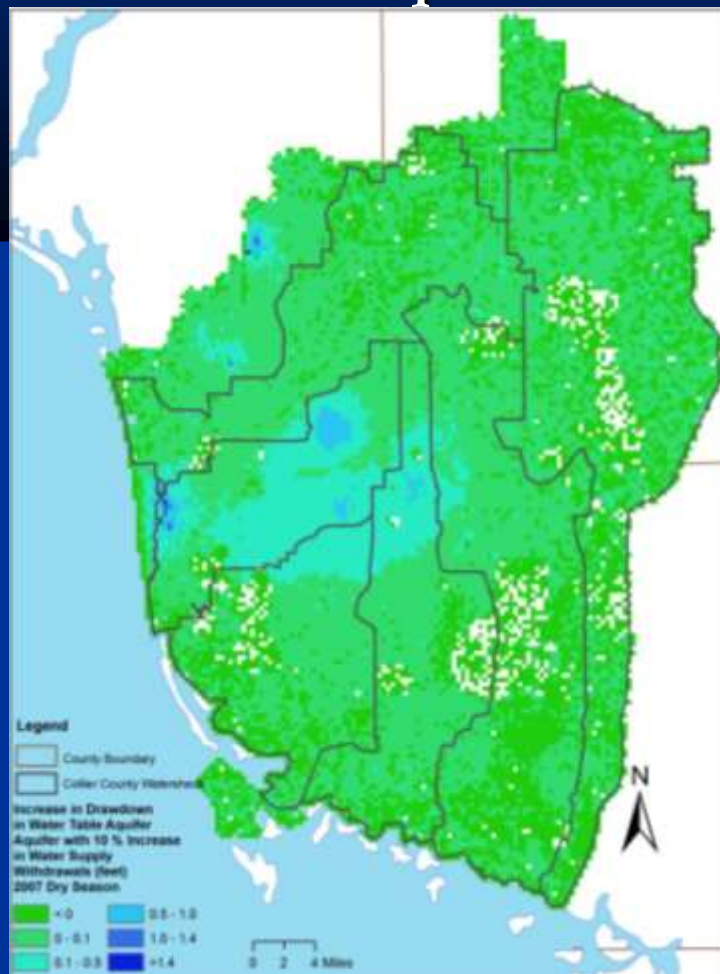 Legend
County Boundary
Collier County Watersheds
Increase in Drawdown
in Water Table Aquifer
Aquifer with 10 % Increase
in Water Supply
Withdrawals (feet)
2007 Dry Season
< 0
0 - 0.1
0.1 - 0.5
0.5 - 1.0
1.0 - 1.4
>1.4
N
0 2 4 Miles